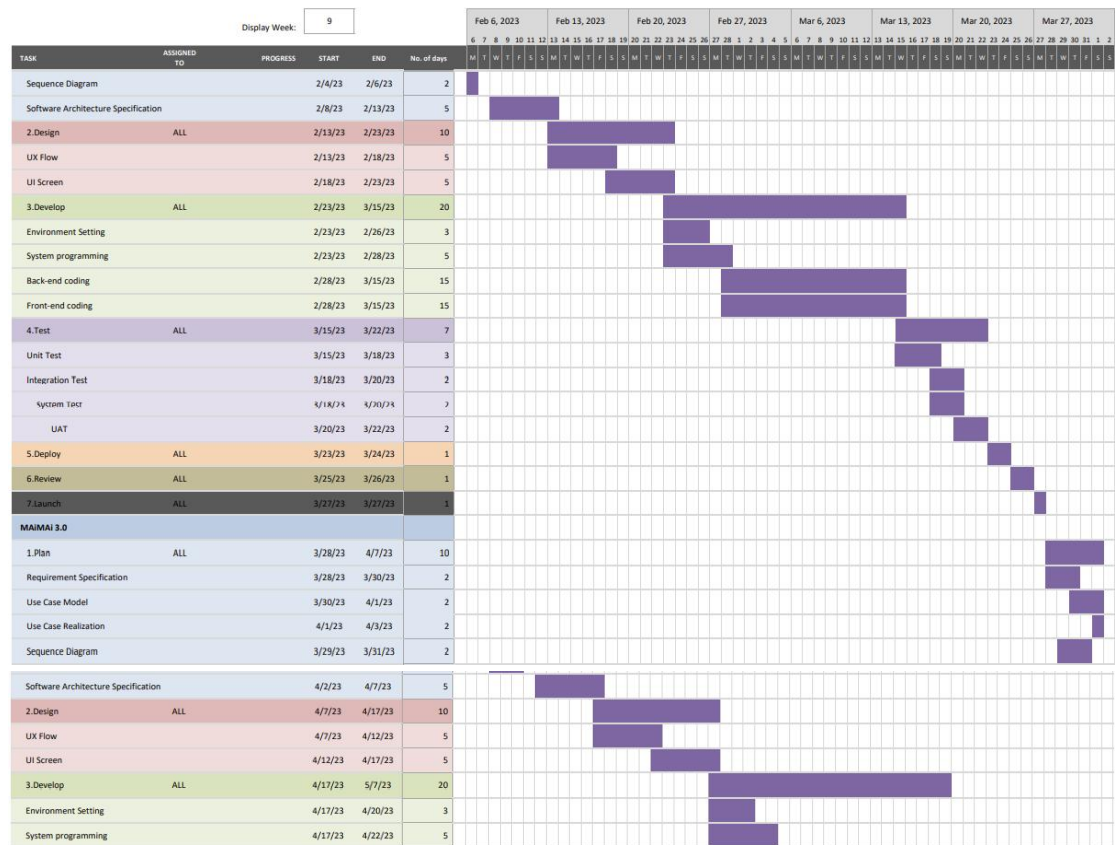 Display Week: 9
Feb 6, 2023 Feb 13, 2023 Feb 20, 2023 Feb 27, 2023 Mar 6, 2023 Mar 13, 2023 Mar 20, 2023 Mar 27, 2023
6 7 8 9 10 11 12 13 14 15 16 17 18 19 20 21 22 23 24 25 26 27 28 1 2 3 4 5 6 7 8 9 10 11 12 13 14 15 16 17 18 19 20 21 22 23 24 25 26 27 28 29 30 31 1 2
TASK ASSIGNED TO PROGRESS START END No. of days M T W T F S S M T W T F S S M T W T F S S M T W T F S S M T W T F S S M T W T F S S M T W T F S S M T W T F S S
Sequence Diagram 2/4/23 2/6/23 2
Software Architecture Specification 2/8/23 2/13/23 5
2.Design ALL 2/13/23 2/23/23 10
UX Flow 2/13/23 2/18/23 5
UI Screen 2/18/23 2/23/23 5
3.Develop ALL 2/23/23 3/15/23 20
Environment Setting 2/23/23 2/26/23 3
System programming 2/23/23 2/28/23 5
Back-end coding 2/28/23 3/15/23 15
Front-end coding 2/28/23 3/15/23 15
4.Test ALL 3/15/23 3/22/23 7
Unit Test 3/15/23 3/18/23 3
Integration Test 3/18/23 3/20/23 2
System Test 3/18/23 3/20/23 2
UAT 3/20/23 3/22/23 2
5.Deploy ALL 3/23/23 3/24/23 1
6.Review ALL 3/25/23 3/26/23 1
7.Launch ALL 3/27/23 3/27/23 1
MAiMAi 3.0
1.Plan ALL 3/28/23 4/7/23 10
Requirement Specification 3/28/23 3/30/23 2
Use Case Model 3/30/23 4/1/23 2
Use Case Realization 4/1/23 4/3/23 2
Sequence Diagram 3/29/23 3/31/23 2
Software Architecture Specification 4/2/23 4/7/23 5
2.Design ALL 4/7/23 4/17/23 10
UX Flow 4/7/23 4/12/23 5
UI Screen 4/12/23 4/17/23 5
3.Develop ALL 4/17/23 5/7/23 20
Environment Setting 4/17/23 4/20/23 3
System programming 4/17/23 4/22/23 5